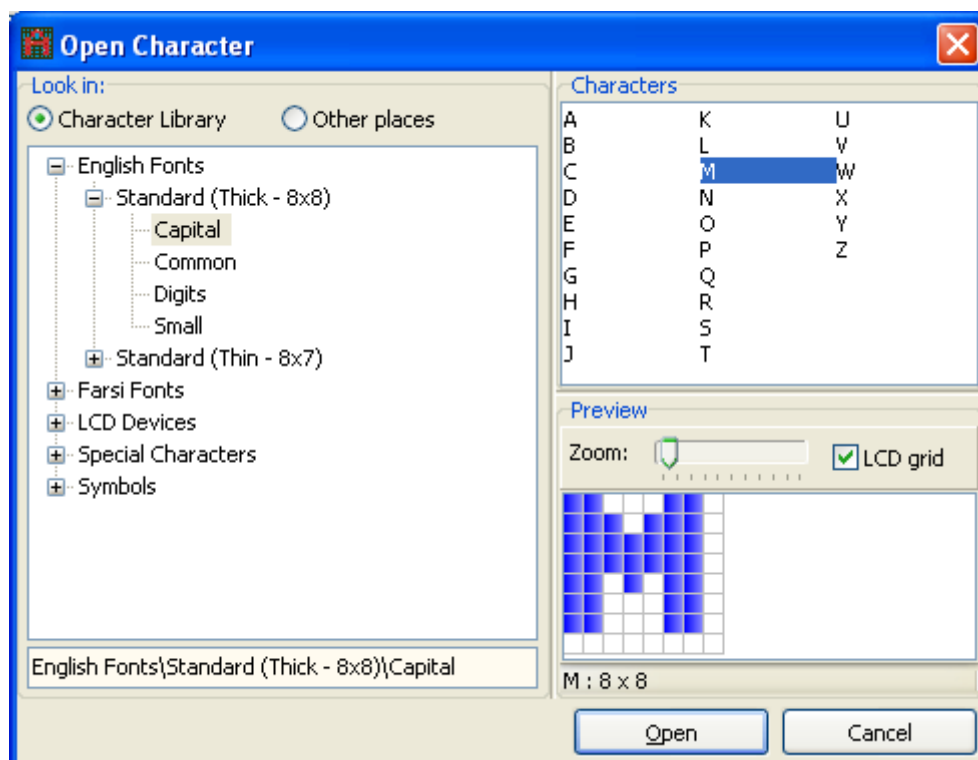 Open Character
Look in:
Character Library Other places
English Fonts
Standard (Thick - 8x8)
Capital
Common
Digits
Small
Standard (Thin - 8x7)
Farsi Fonts
LCD Devices
Special Characters
Symbols
English Fonts\Standard (Thick - 8x8)\Capital
Characters
A K U
B L V
C M W
D N X
E O Y
F P Z
G Q
H R
I S
J T
Preview
Zoom: LCD grid
M
M : 8 x 8
Open Cancel